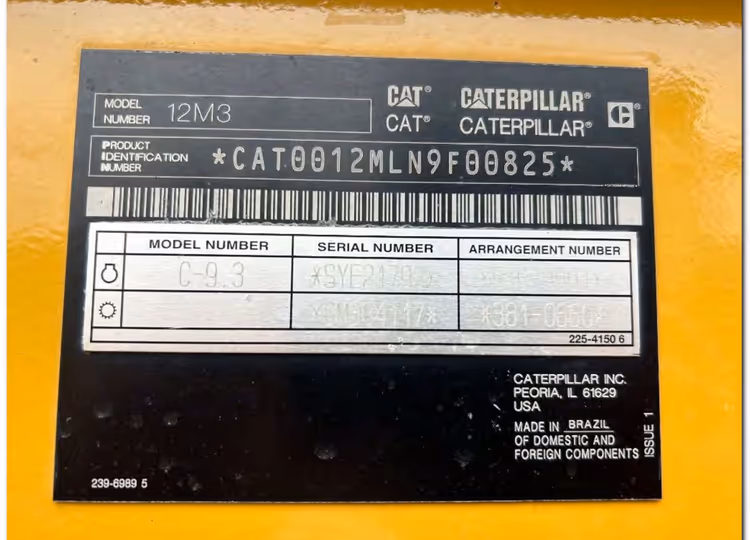 MODEL NUMBER 12M3
CAT® CATERPILLAR®
CAT® CATERPILLAR®
PRODUCT IDENTIFICATION NUMBER *CAT0012MLN9F00825*
MODEL NUMBER SERIAL NUMBER ARRANGEMENT NUMBER
C-9.3
225-4150 6
CATERPILLAR INC.
PEORIA, IL 61629
USA
MADE IN BRAZIL
OF DOMESTIC AND
FOREIGN COMPONENTS
ISSUE 1
239-6989 5